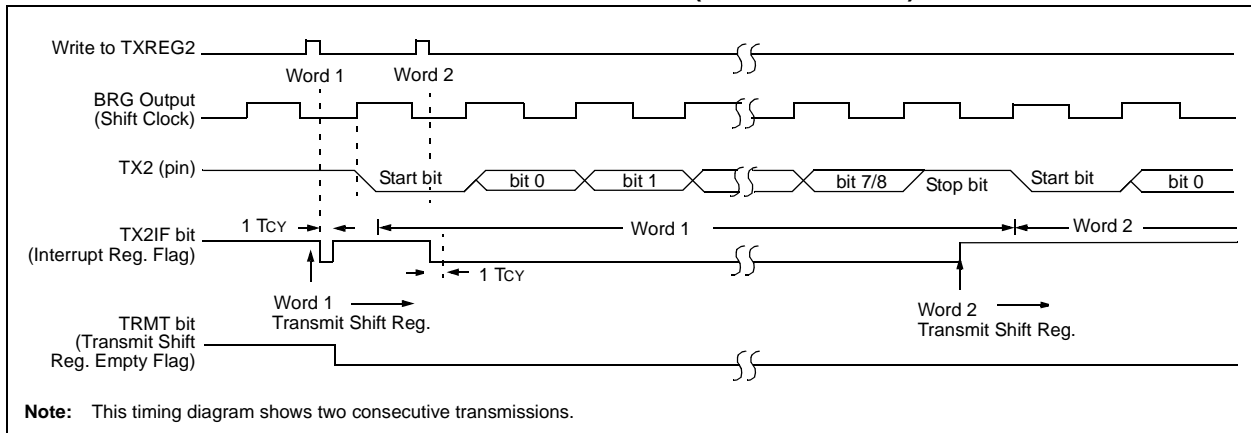 Write to TXREG2
Word 1
Word 2
BRG Output
(Shift Clock)
TX2 (pin)
Start bit
bit 0
bit 1
bit 7/8
Stop bit
Start bit
bit 0
1 TCY
Word 1
Word 2
TX2IF bit
(Interrupt Reg. Flag)
1 TCY
Word 1
Transmit Shift Reg.
Word 2
Transmit Shift Reg.
TRMT bit
(Transmit Shift
Reg. Empty Flag)
Note: This timing diagram shows two consecutive transmissions.